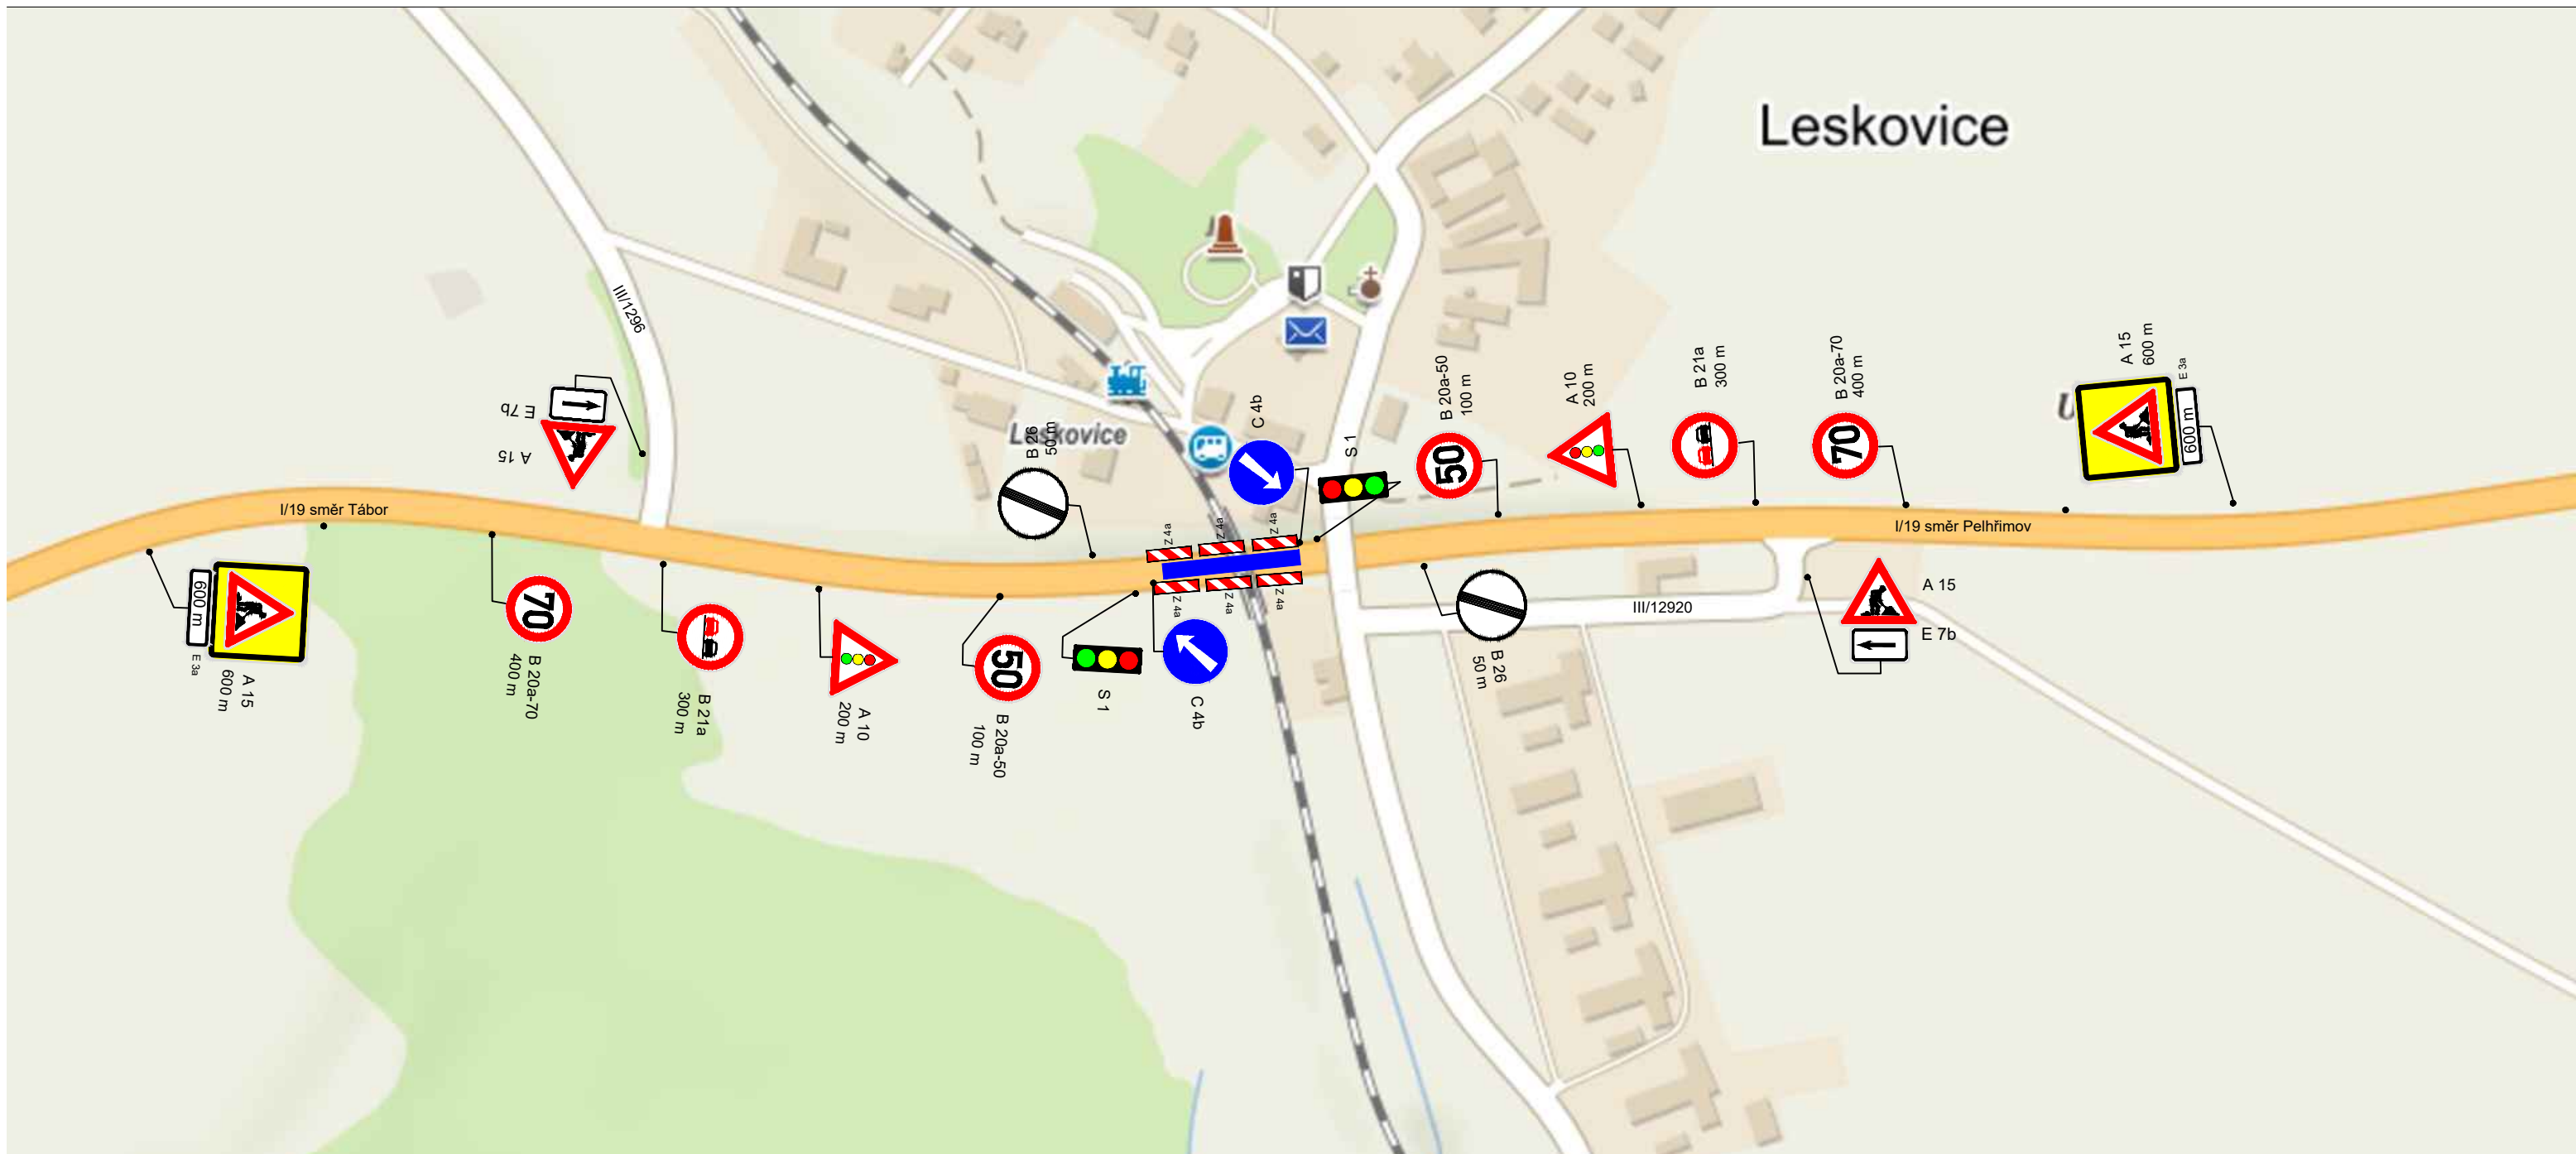 Leskovice
III/1296
E 7b
A 15
I/19 směr Tábor
600 m
E 3a
A 15
600 m
70
B 20a-70
400 m
B 21a
300 m
A 10
200 m
50
B 20a-50
100 m
S 1
C 4b
Leskovice
B 26
50 m
Z 4a
Z 4a
Z 4a
Z 4a
Z 4a
Z 4a
C 4b
S 1
B 20a-50
100 m
50
A 10
200 m
B 21a
300 m
B 20a-70
400 m
70
A 15
600 m
E 3a
600 m
U
I/19 směr Pelhřimov
B 26
50 m
III/12920
A 15
E 7b